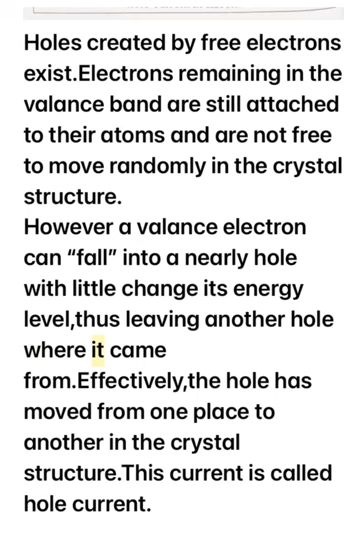 Holes created by free electrons
exist.Electrons remaining in the
valance band are still attached
to their atoms and are not free
to move randomly in the crystal
structure.
However a valance electron
can “fall” into a nearly hole
with little change its energy
level,thus leaving another hole
where it came
from.Effectively,the hole has
moved from one place to
another in the crystal
structure.This current is called
hole current.